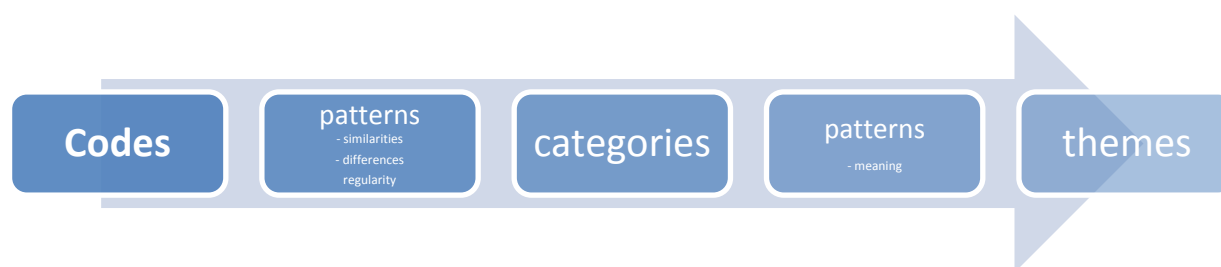 Codes
patterns
- similarities
- differences
regularity
categories
patterns
- meaning
themes